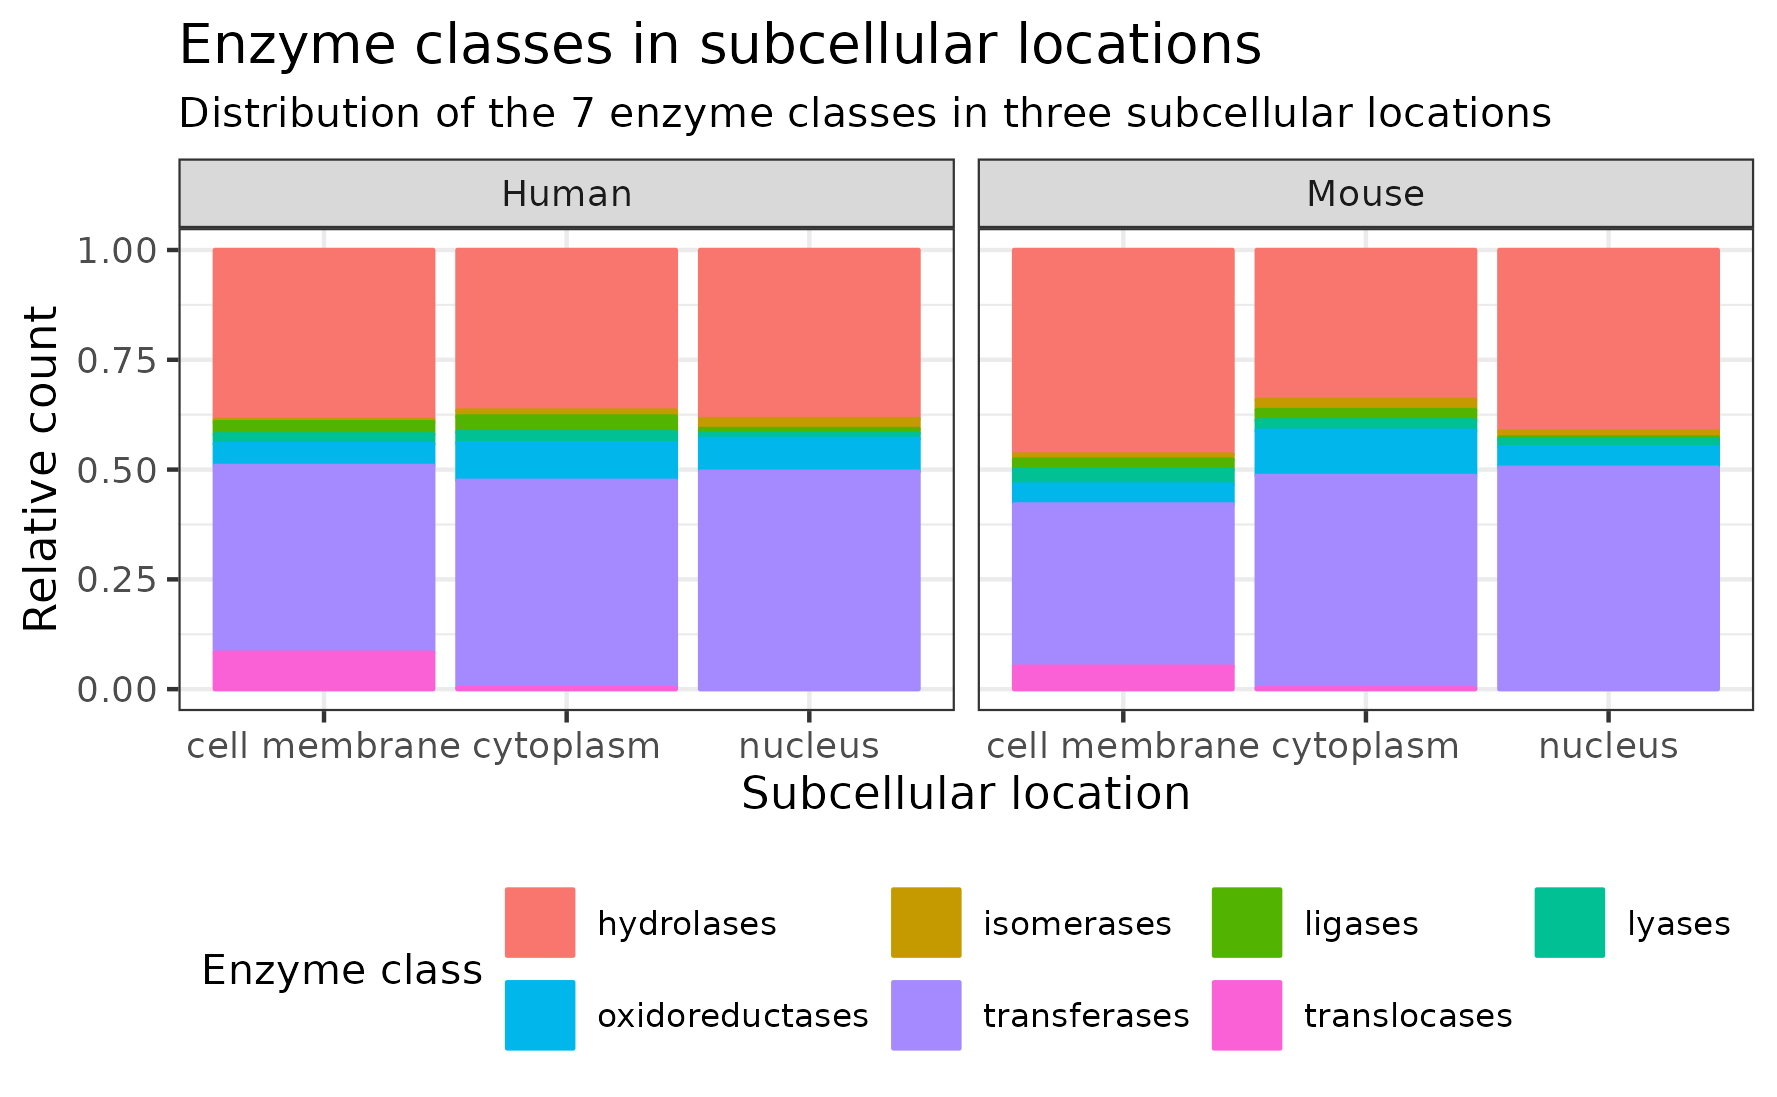 Enzyme classes in subcellular locations
Distribution of the 7 enzyme classes in three subcellular locations
Human
Mouse
Relative count
1.00
0.75
0.50
0.25
0.00
cell membrane cytoplasm nucleus
cell membrane cytoplasm nucleus
Subcellular location
Enzyme class
hydrolases isomerases ligases lyases
oxidoreductases transferases translocases